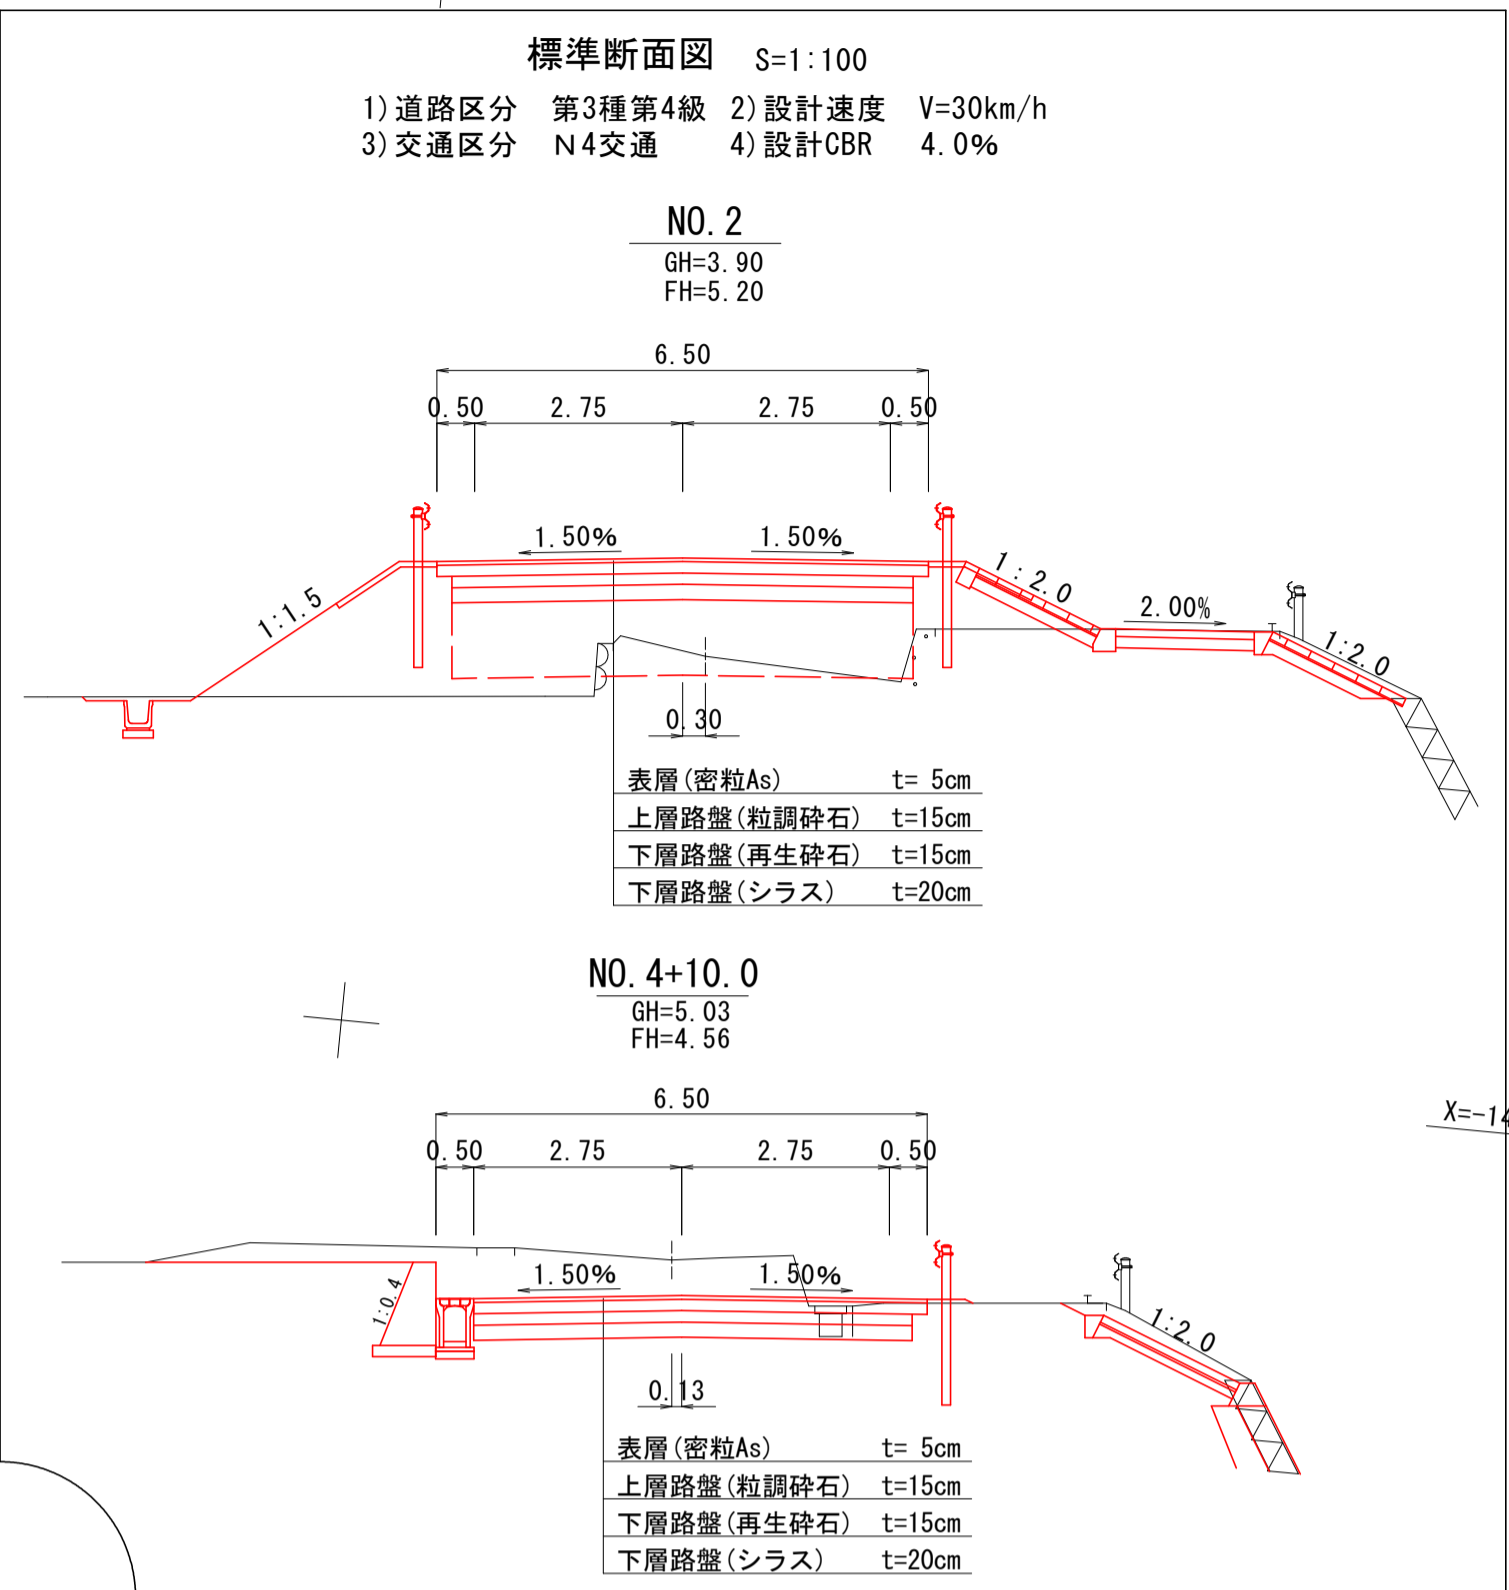 標準断面図 S=1:100
1)道路区分 第3種第4級 2)設計速度 V=30km/h
3)交通区分 N4交通 4)設計CBR 4.0%
NO.2
GH=3.90
FH=5.20
6.50
0.50 2.75 2.75 0.50
1.50% 1.50%
1:1.5
1:2.0
2.00%
1:2.0
0.30
表層(密粒As) t= 5cm
上層路盤(粒調砕石) t=15cm
下層路盤(再生砕石) t=15cm
下層路盤(シラス) t=20cm
NO.4+10.0
GH=5.03
FH=4.56
6.50
X=-14
0.50 2.75 2.75 0.50
1.50% 1.50%
1:0.4
1:2.0
0.13
表層(密粒As) t= 5cm
上層路盤(粒調砕石) t=15cm
下層路盤(再生砕石) t=15cm
下層路盤(シラス) t=20cm